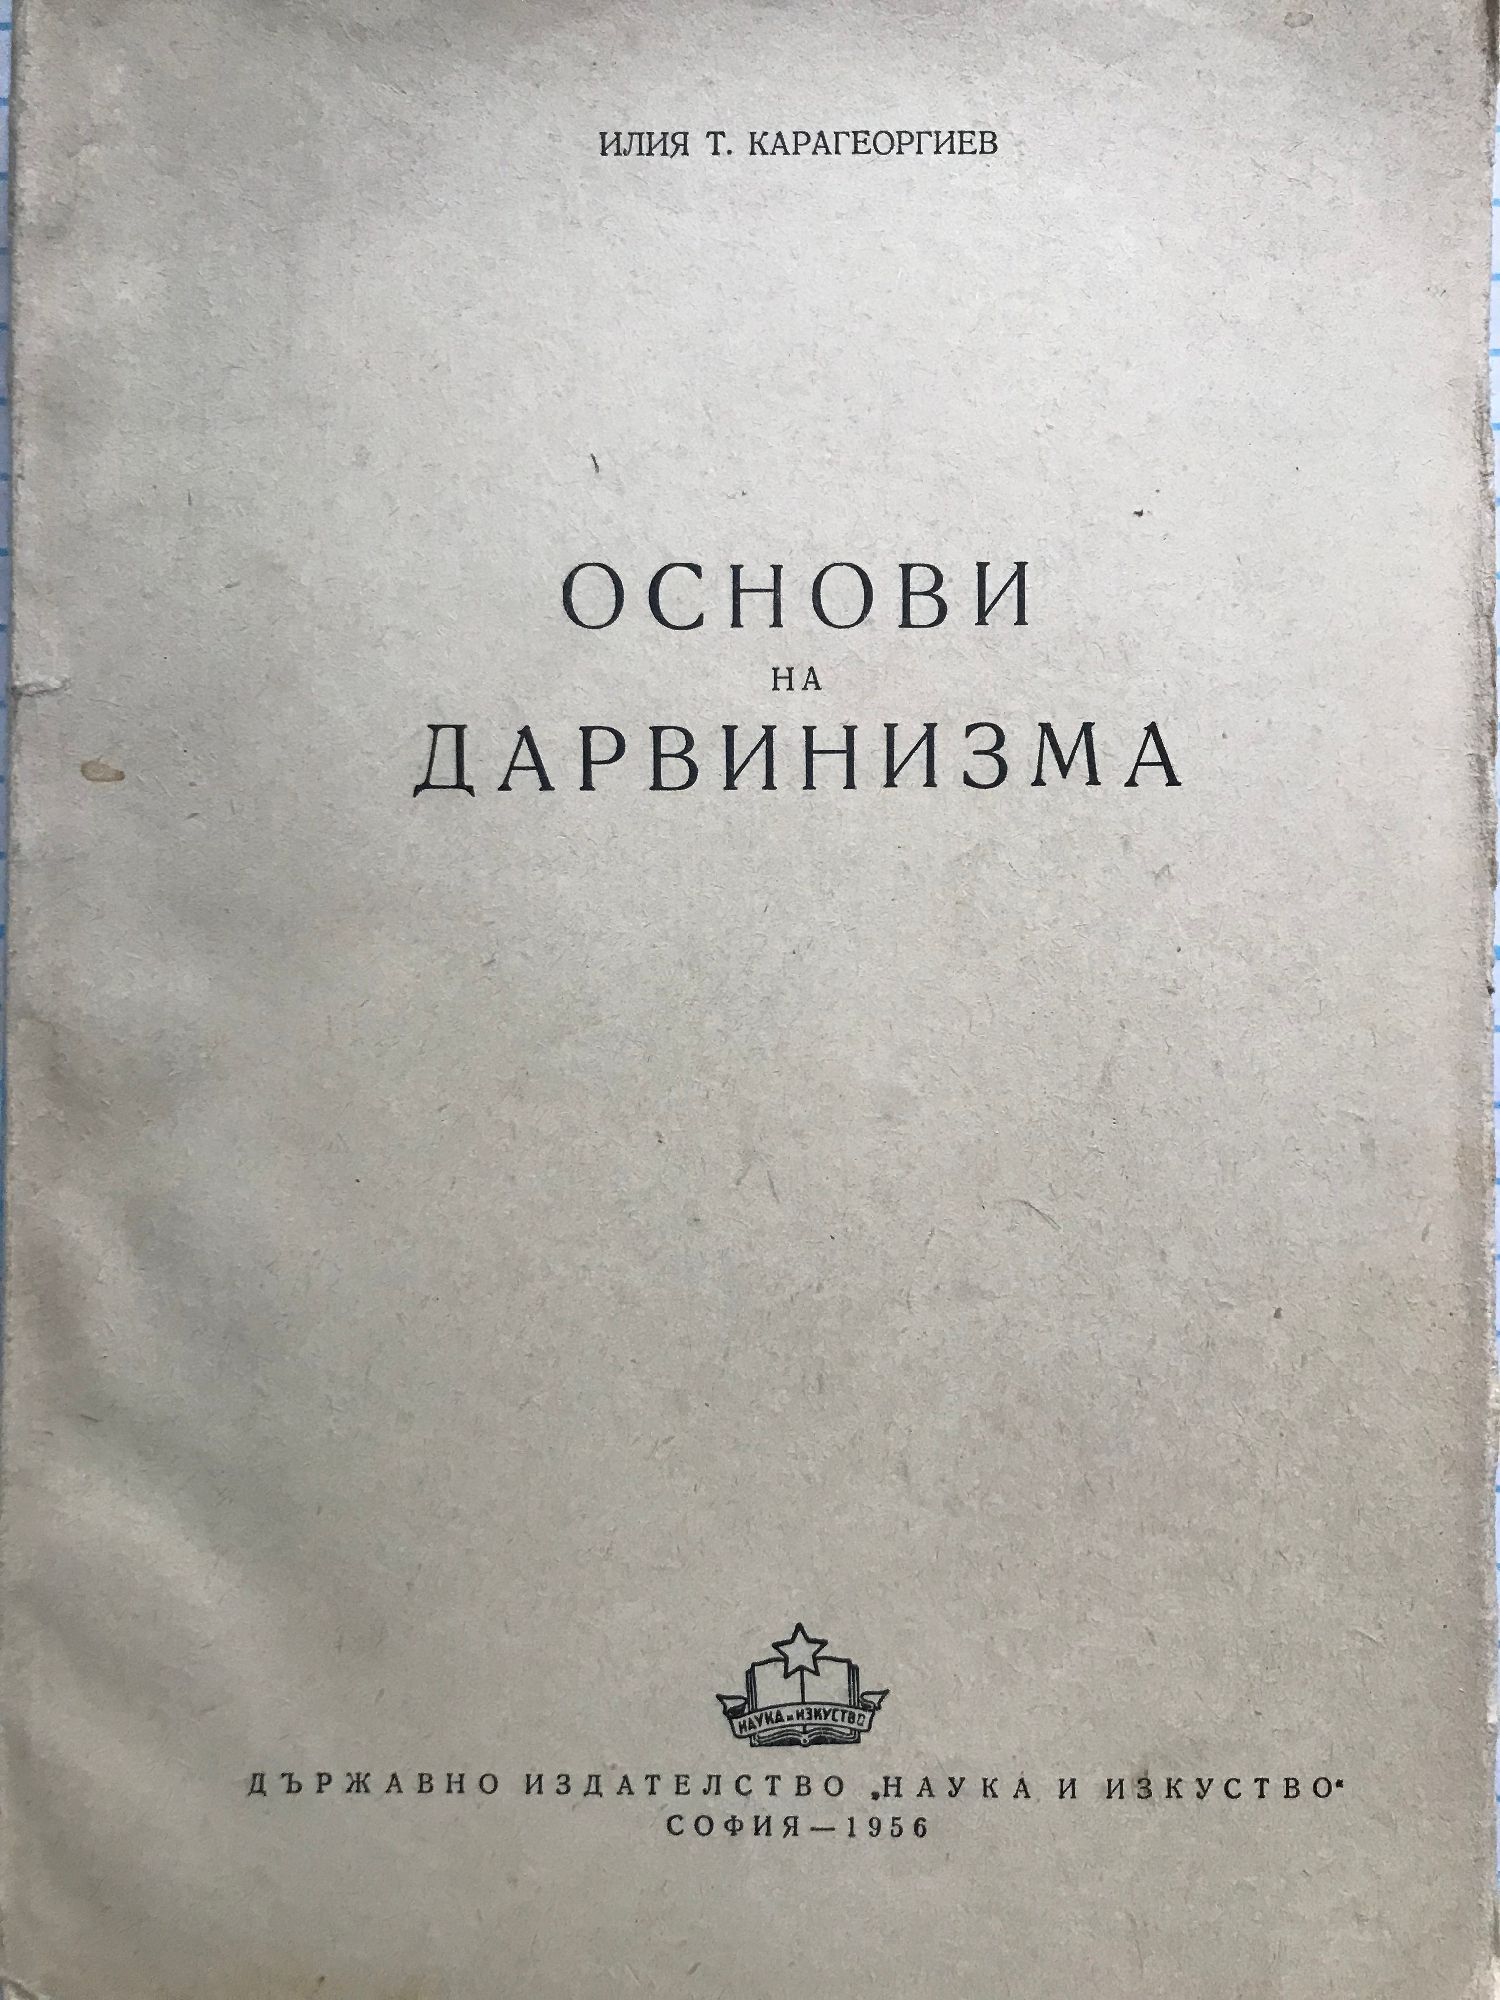 ИЛИЯ Т. КАРАГЕОРГИЕВ
ОСНОВИ
НА
ДАРВИНИЗМА
НАУКА и ИЗКУСТВО
ДЪРЖАВНО ИЗДАТЕЛСТВО „НАУКА И ИЗКУСТВО“
СОФИЯ — 1956